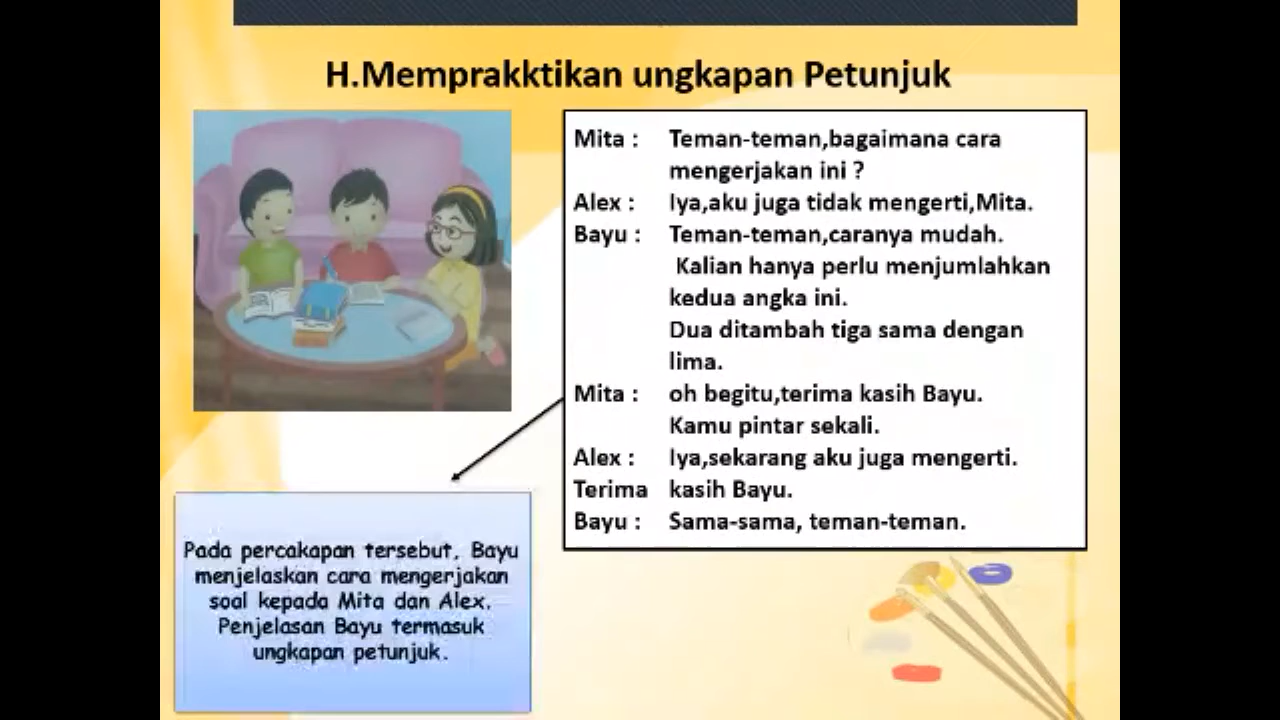 H.Memprakktikan ungkapan Petunjuk
Mita : Teman-teman,bagaimana cara
mengerjakan ini ?
Alex : Iya,aku juga tidak mengerti,Mita.
Bayu : Teman-teman,caranya mudah.
Kalian hanya perlu menjumlahkan
kedua angka ini.
Dua ditambah tiga sama dengan
lima.
Mita : oh begitu,terima kasih Bayu.
Kamu pintar sekali.
Alex : Iya,sekarang aku juga mengerti.
Terima kasih Bayu.
Bayu : Sama-sama, teman-teman.
Pada percakapan tersebut, Bayu
menjelaskan cara mengerjakan
soal kepada Mita dan Alex.
Penjelasan Bayu termasuk
ungkapan petunjuk.